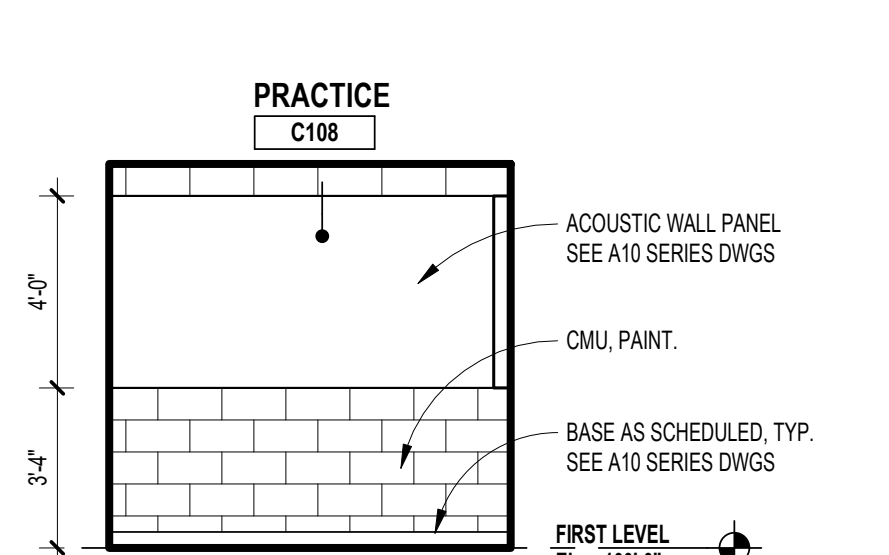 PRACTICE
C108
ACOUSTIC WALL PANEL
SEE A10 SERIES DWGS
4'-0"
CMU, PAINT.
BASE AS SCHEDULED, TYP.
SEE A10 SERIES DWGS
3'-4"
FIRST LEVEL